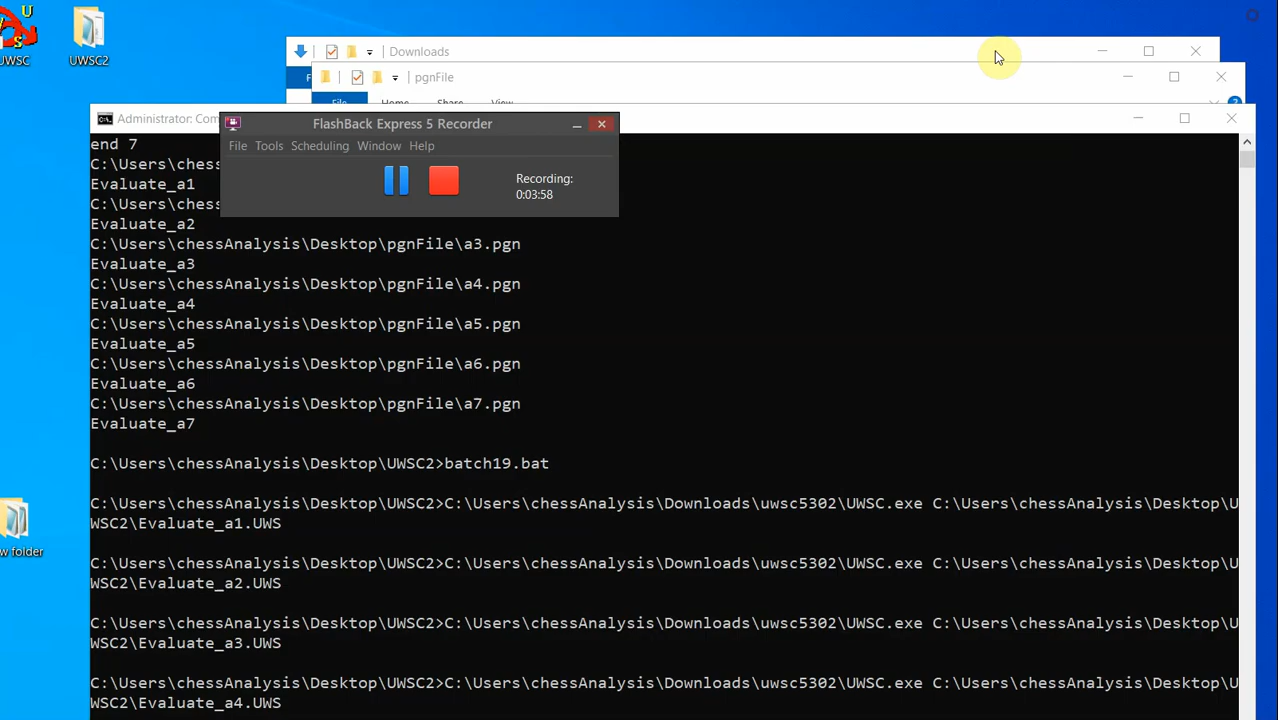 U
S
UWSC
UWSC2
Downloads
F
pgnFile
File Home Share View
Administrator: Com
FlashBack Express 5 Recorder
File Tools Scheduling Window Help
Recording:
0:03:58
end 7
C:\Users\chess
Evaluate_a1
C:\Users\chess
Evaluate_a2
C:\Users\chessAnalysis\Desktop\pgnFile\a3.pgn
Evaluate_a3
C:\Users\chessAnalysis\Desktop\pgnFile\a4.pgn
Evaluate_a4
C:\Users\chessAnalysis\Desktop\pgnFile\a5.pgn
Evaluate_a5
C:\Users\chessAnalysis\Desktop\pgnFile\a6.pgn
Evaluate_a6
C:\Users\chessAnalysis\Desktop\pgnFile\a7.pgn
Evaluate_a7
C:\Users\chessAnalysis\Desktop\UWSC2>batch19.bat
C:\Users\chessAnalysis\Desktop\UWSC2>C:\Users\chessAnalysis\Downloads\uwsc5302\UWSC.exe C:\Users\chessAnalysis\Desktop\U
WSC2\Evaluate_a1.UWS
C:\Users\chessAnalysis\Desktop\UWSC2>C:\Users\chessAnalysis\Downloads\uwsc5302\UWSC.exe C:\Users\chessAnalysis\Desktop\U
WSC2\Evaluate_a2.UWS
C:\Users\chessAnalysis\Desktop\UWSC2>C:\Users\chessAnalysis\Downloads\uwsc5302\UWSC.exe C:\Users\chessAnalysis\Desktop\U
WSC2\Evaluate_a3.UWS
C:\Users\chessAnalysis\Desktop\UWSC2>C:\Users\chessAnalysis\Downloads\uwsc5302\UWSC.exe C:\Users\chessAnalysis\Desktop\U
WSC2\Evaluate_a4.UWS
w folder